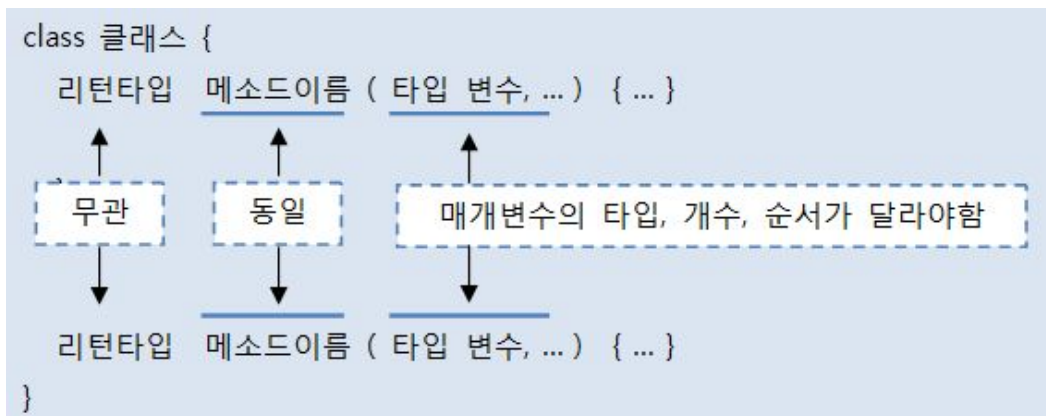 class 클래스 {
리턴타입 메소드이름 ( 타입 변수, ... ) { ... }
무관 동일 매개변수의 타입, 개수, 순서가 달라야함
리턴타입 메소드이름 ( 타입 변수, ... ) { ... }
}